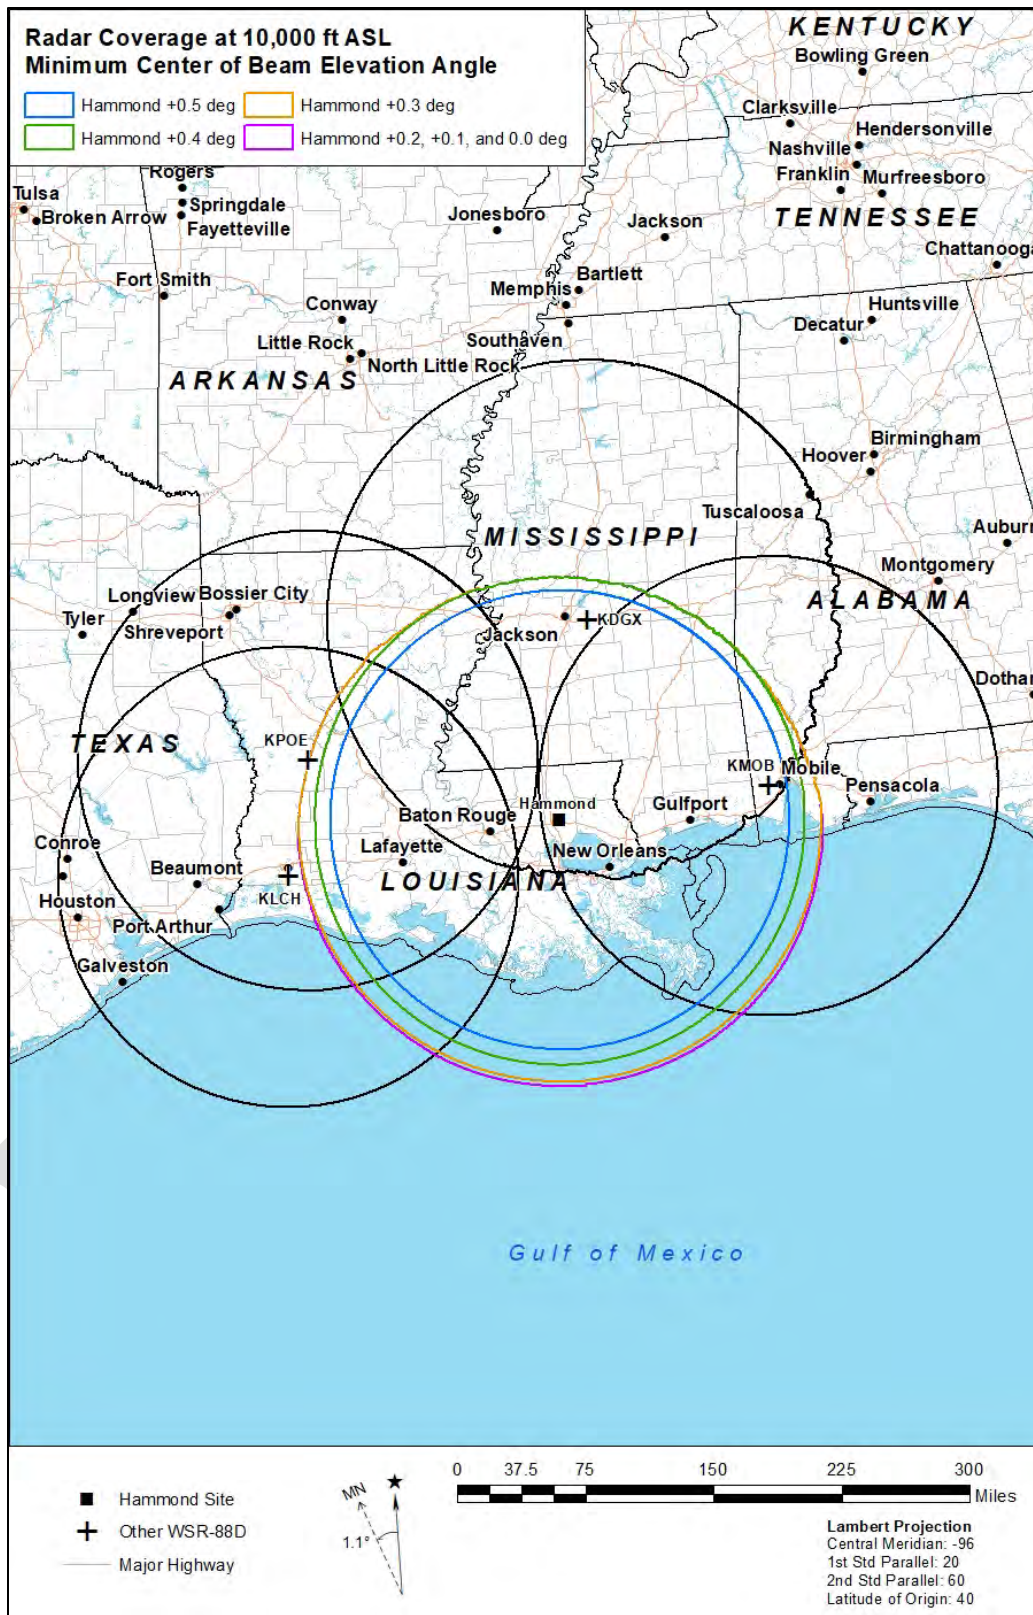 Radar Coverage at 10,000 ft ASL
Minimum Center of Beam Elevation Angle
Hammond +0.5 deg
Hammond +0.3 deg
Hammond +0.4 deg
Hammond +0.2, +0.1, and 0.0 deg
KENTUCKY
Bowling Green
Clarksville
Hendersonville
Nashville
Franklin
Murfreesboro
TENNESSEE
Chattanooga
Rogers
Tulsa
Springdale
Broken Arrow
Fayetteville
Jonesboro
Jackson
Fort Smith
Bartlett
Memphis
Conway
Huntsville
Decatur
Southaven
Little Rock
North Little Rock
ARKANSAS
Birmingham
Hoover
Tuscaloosa
MISSISSIPPI
Auburn
Montgomery
ALABAMA
Longview
Bossier City
Tyler
Shreveport
Jackson
KDGX
Dothan
TEXAS
KPOE
KMOB
Mobile
Pensacola
Hammond
Gulfport
Baton Rouge
Conroe
Lafayette
New Orleans
Beaumont
LOUISIANA
KLCH
Houston
Port Arthur
Galveston
Gulf of Mexico
0 37.5 75 150 225 300
Miles
MN
1.1°
Hammond Site
Other WSR-88D
Major Highway
Lambert Projection
Central Meridian: -96
1st Std Parallel: 20
2nd Std Parallel: 60
Latitude of Origin: 40